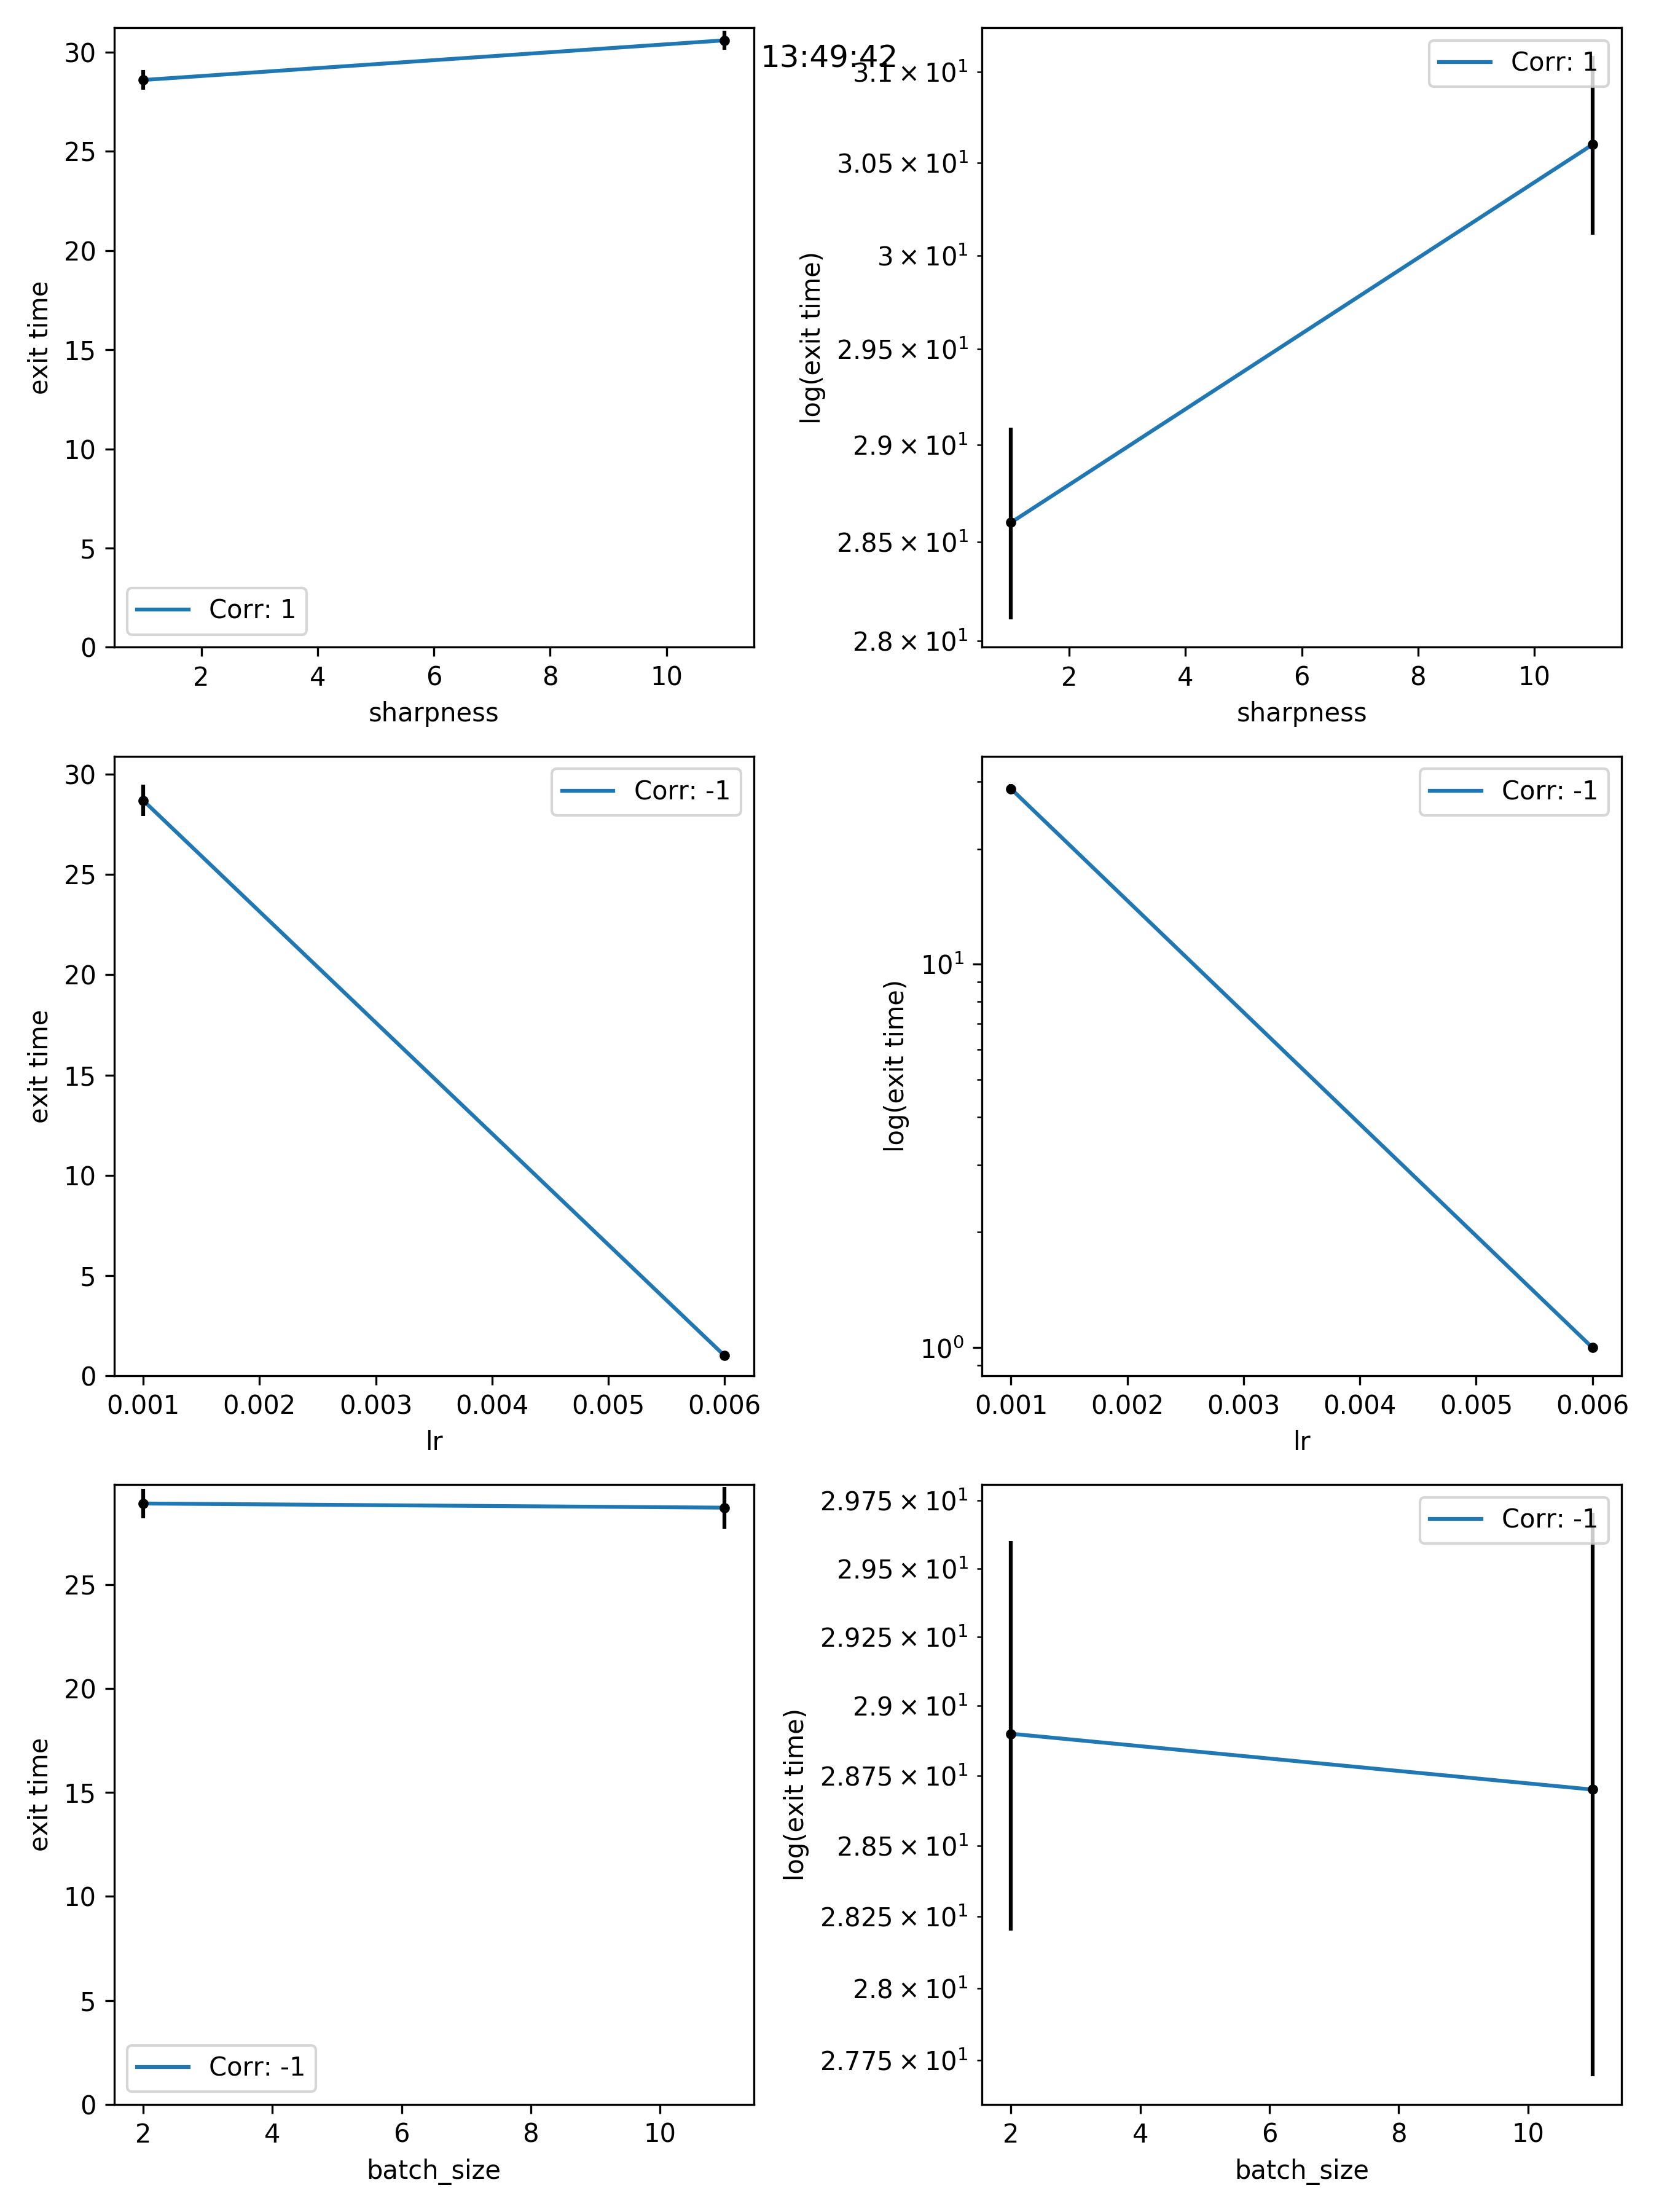 13:49:42
30
25
20
15
10
5
0
exit time
Corr: 1
2 4 6 8 10
sharpness
3.1 × 10¹
3.05 × 10¹
3 × 10¹
2.95 × 10¹
2.9 × 10¹
2.85 × 10¹
2.8 × 10¹
log(exit time)
Corr: 1
2 4 6 8 10
sharpness
30
25
20
15
10
5
0
exit time
Corr: -1
0.001 0.002 0.003 0.004 0.005 0.006
lr
10¹
10⁰
log(exit time)
Corr: -1
0.001 0.002 0.003 0.004 0.005 0.006
lr
25
20
15
10
5
0
exit time
Corr: -1
2 4 6 8 10
batch_size
2.975 × 10¹
2.95 × 10¹
2.925 × 10¹
2.9 × 10¹
2.875 × 10¹
2.85 × 10¹
2.825 × 10¹
2.8 × 10¹
2.775 × 10¹
log(exit time)
Corr: -1
2 4 6 8 10
batch_size